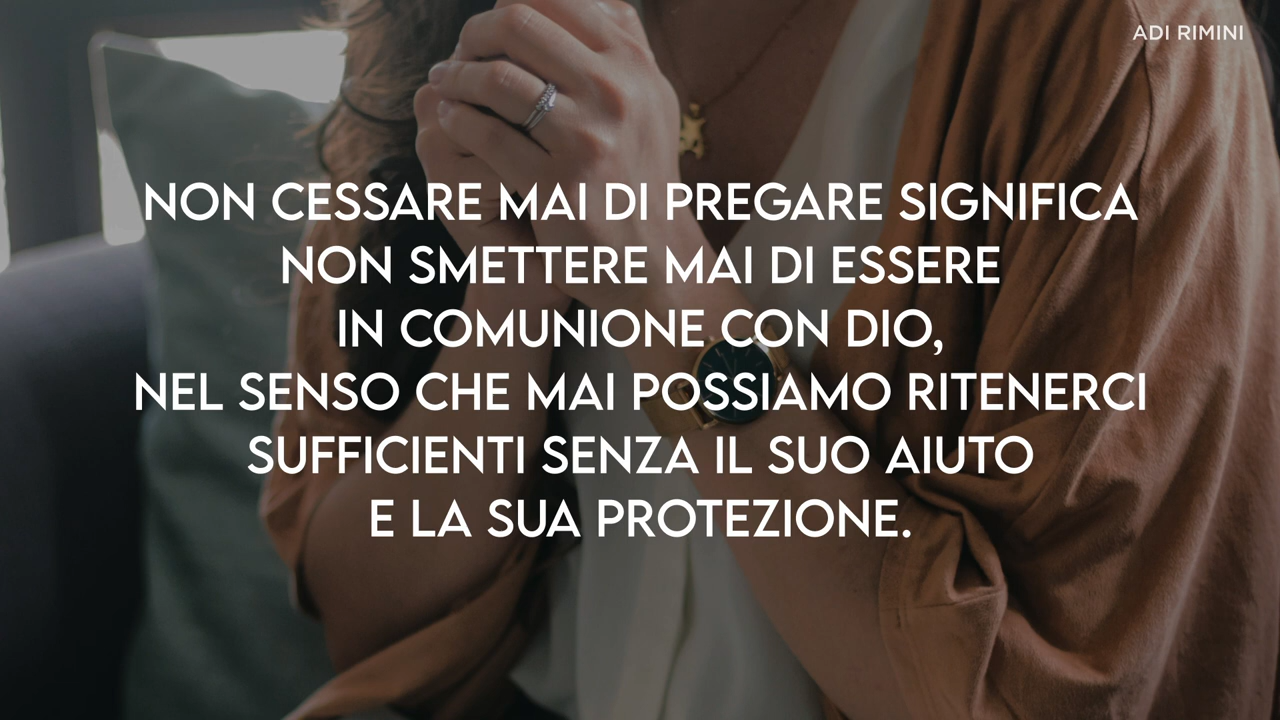 ADI RIMINI
NON CESSARE MAI DI PREGARE SIGNIFICA
NON SMETTERE MAI DI ESSERE
IN COMUNIONE CON DIO,
NEL SENSO CHE MAI POSSIAMO RITENERCI
SUFFICIENTI SENZA IL SUO AIUTO
E LA SUA PROTEZIONE.